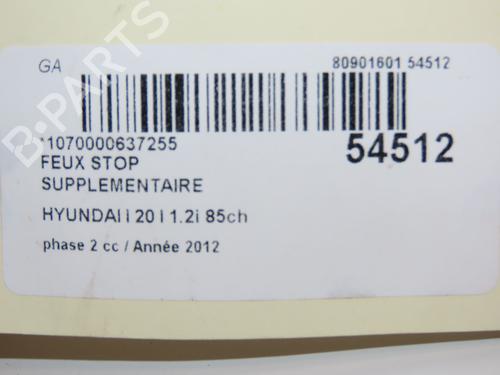 GA
80901601 54512
*1070000637255
54512
FEUX STOP
SUPPLEMENTAIRE
HYUNDAI I 20 I 1.2i 85ch
phase 2 cc / Année 2012
B-PARTS